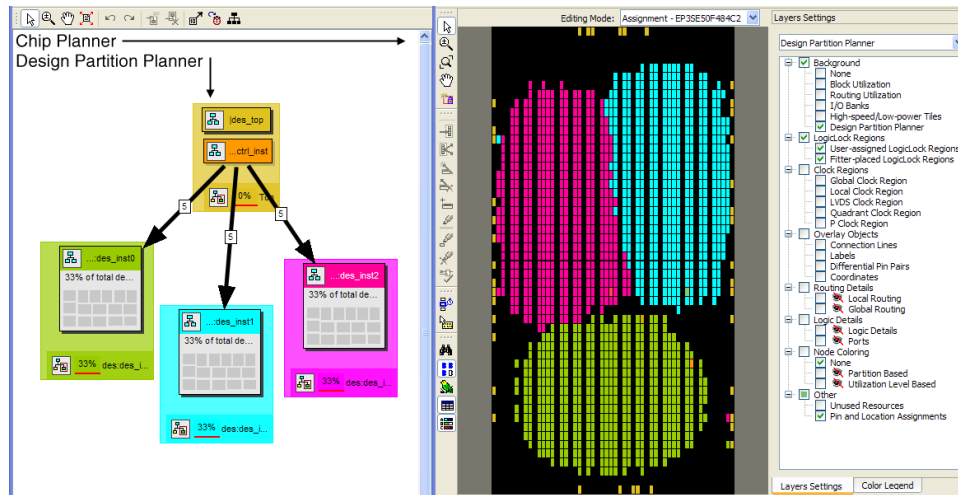 Editing Mode: Assignment - EP3SE50F484C2
Layers Settings
Chip Planner
Design Partition Planner
|des_top
...ctrl_inst
0%
5
5
5
...:des_inst0
33% of total de...
33% des:des_i...
...:des_inst1
33% of total de...
33% des:des_i...
...:des_inst2
33% of total de...
33% des:des_i...
Design Partition Planner
Background
None
Block Utilization
Routing Utilization
I/O Banks
High-speed/Low-power Tiles
Design Partition Planner
LogicLock Regions
User-assigned LogicLock Regions
Fitter-placed LogicLock Regions
Clock Regions
Global Clock Region
Local Clock Region
LVDS Clock Region
Quadrant Clock Region
P Clock Region
Overlay Objects
Connection Lines
Labels
Differential Pin Pairs
Coordinates
Routing Details
Local Routing
Global Routing
Logic Details
Logic Details
Ports
Node Coloring
None
Partition Based
Utilization Level Based
Other
Unused Resources
Pin and Location Assignments
Layers Settings
Color Legend